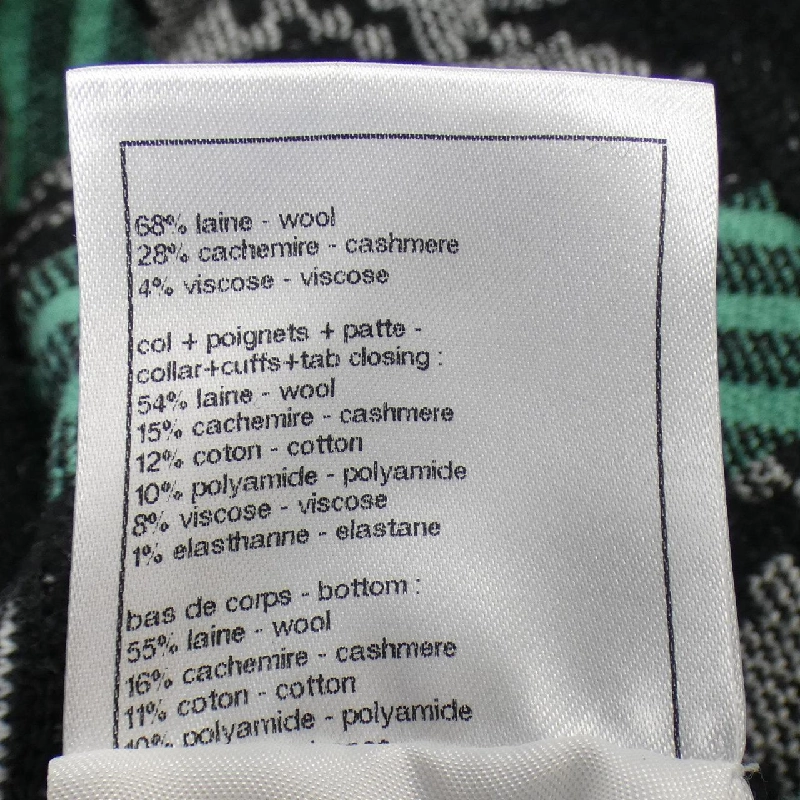 68% laine - wool
28% cachemire - cashmere
4% viscose - viscose
col + poignets + patte -
collar+cuffs+tab closing :
54% laine - wool
15% cachemire - cashmere
12% coton - cotton
10% polyamide - polyamide
8% viscose - viscose
1% elasthanne - elastane
bas de corps - bottom :
55% laine - wool
16% cachemire - cashmere
11% coton - cotton
10% polyamide - polyamide